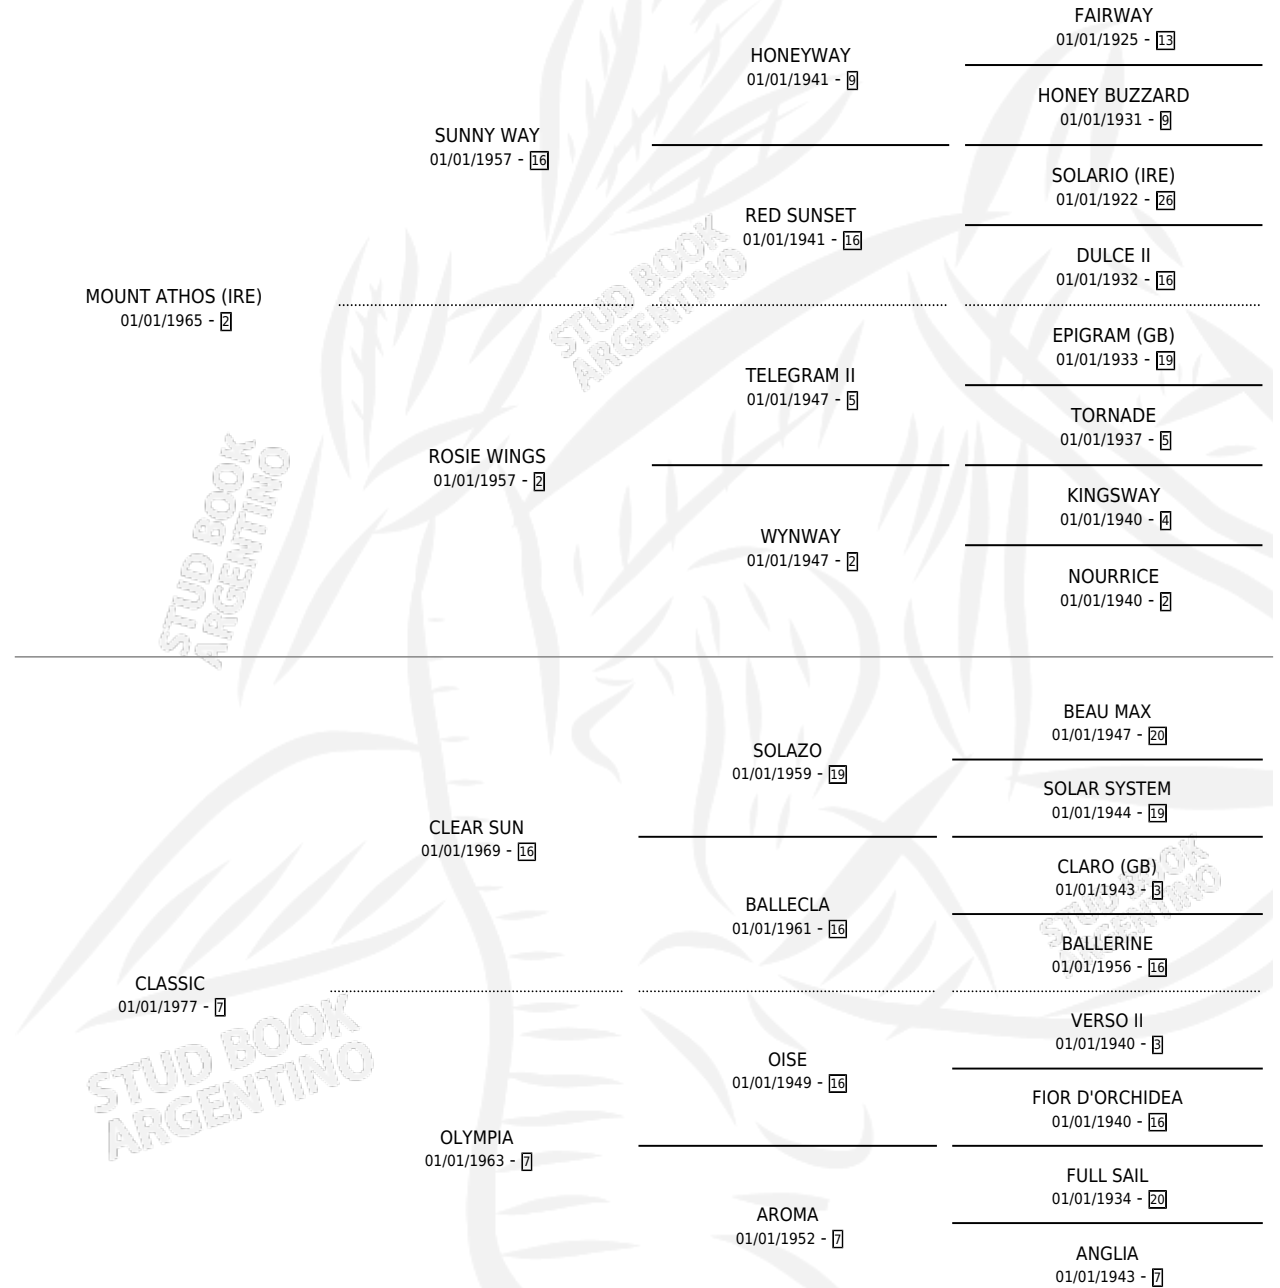 FAIRWAY
01/01/1925 - 13
HONEYWAY
01/01/1941 - 9
HONEY BUZZARD
01/01/1931 - 9
SUNNY WAY
01/01/1957 - 16
SOLARIO (IRE)
01/01/1922 - 26
RED SUNSET
01/01/1941 - 16
DULCE II
01/01/1932 - 16
MOUNT ATHOS (IRE)
01/01/1965 - 2
EPIGRAM (GB)
01/01/1933 - 19
TELEGRAM II
01/01/1947 - 5
TORNADE
01/01/1937 - 5
ROSIE WINGS
01/01/1957 - 2
KINGSWAY
01/01/1940 - 4
WYNWAY
01/01/1947 - 2
NOURRICE
01/01/1940 - 2
STUD BOOK
ARGENTINO
STUD BOOK
ARGENTINO
BEAU MAX
01/01/1947 - 20
SOLAZO
01/01/1959 - 19
SOLAR SYSTEM
01/01/1944 - 19
CLEAR SUN
01/01/1969 - 16
CLARO (GB)
01/01/1943 - 3
BALLECLA
01/01/1961 - 16
BALLERINE
01/01/1956 - 16
CLASSIC
01/01/1977 - 7
VERSO II
01/01/1940 - 3
OISE
01/01/1949 - 16
FIOR D'ORCHIDEA
01/01/1940 - 16
OLYMPIA
01/01/1963 - 7
FULL SAIL
01/01/1934 - 20
AROMA
01/01/1952 - 7
ANGLIA
01/01/1943 - 7
STUD BOOK
ARGENTINO
STUD BOOK
ARGENTINO